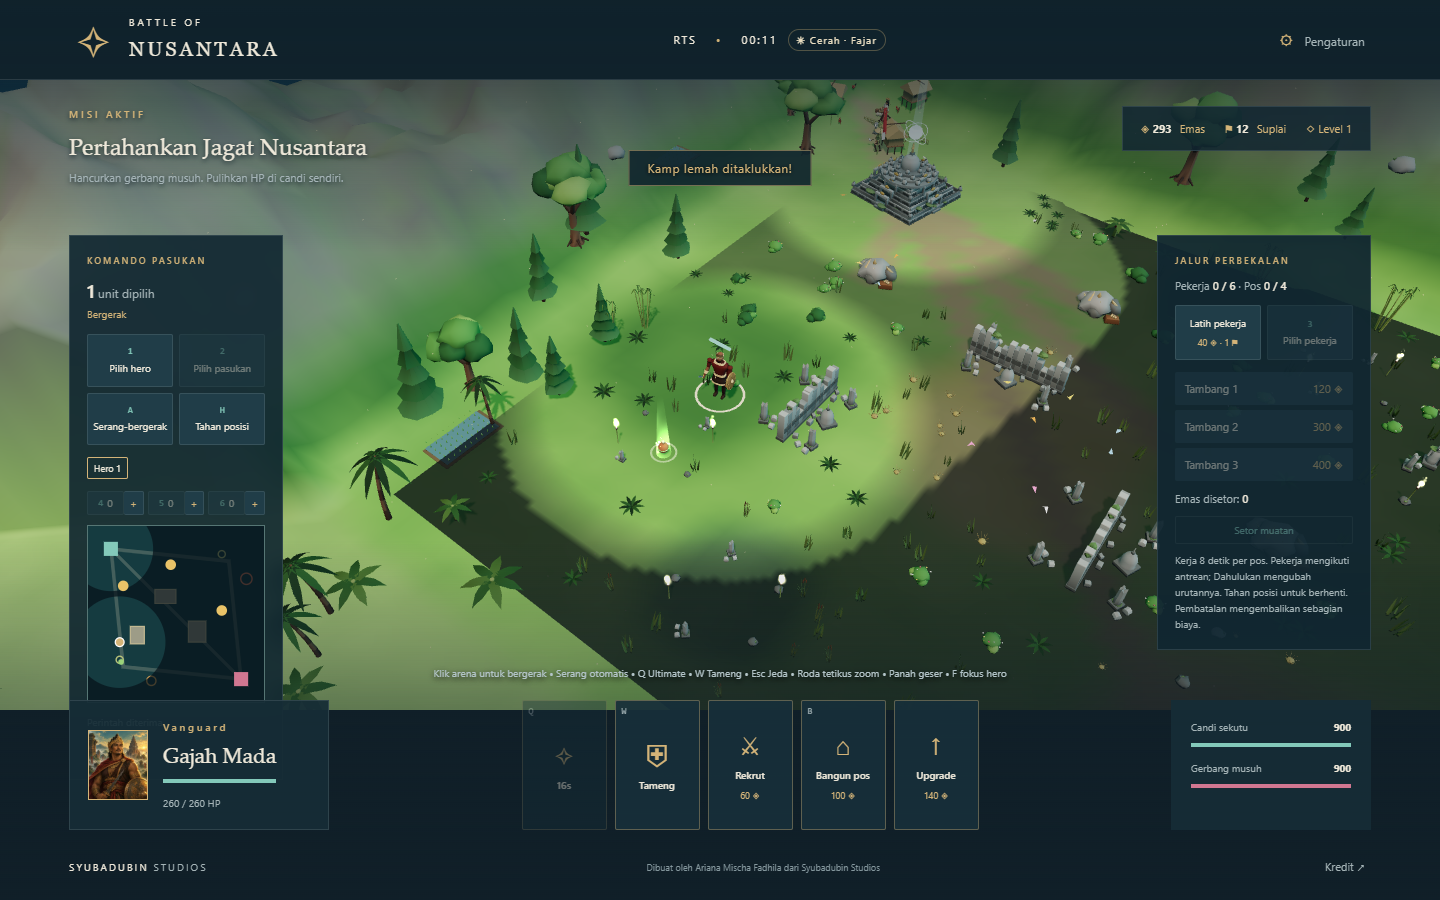 BATTLE OF
NUSANTARA
RTS • 00:11 Cerah · Fajar
Pengaturan
MISI AKTIF
Pertahankan Jagat Nusantara
Hancurkan gerbang musuh. Pulihkan HP di candi sendiri.
293 Emas 12 Suplai Level 1
Kamp lemah ditaklukkan!
KOMANDO PASUKAN
1 unit dipilih
Bergerak
1
Pilih hero
2
Pilih pasukan
A
Serang-bergerak
H
Tahan posisi
Hero 1
4 0 + 5 0 + 6 0 +
JALUR PERBEKALAN
Pekerja 0 / 6 · Pos 0 / 4
Latih pekerja
40 · 1
3
Pilih pekerja
Tambang 1 120
Tambang 2 300
Tambang 3 400
Emas disetor: 0
Setor muatan
Kerja 8 detik per pos. Pekerja mengikuti
antrean; Dahulukan mengubah
urutannya. Tahan posisi untuk berhenti.
Pembatalan mengembalikan sebagian
biaya.
Klik arena untuk bergerak • Serang otomatis • Q Ultimate • W Tameng • Esc Jeda • Roda tetikus zoom • Panah geser • F fokus hero
Vanguard
Gajah Mada
260 / 260 HP
Q
16s
W
Tameng
Rekrut
60
B
Bangun pos
100
Upgrade
140
Candi sekutu 900
Gerbang musuh 900
SYUBADUBIN STUDIOS
Dibuat oleh Ariana Mischa Fadhila dari Syubadubin Studios
Kredit ↗